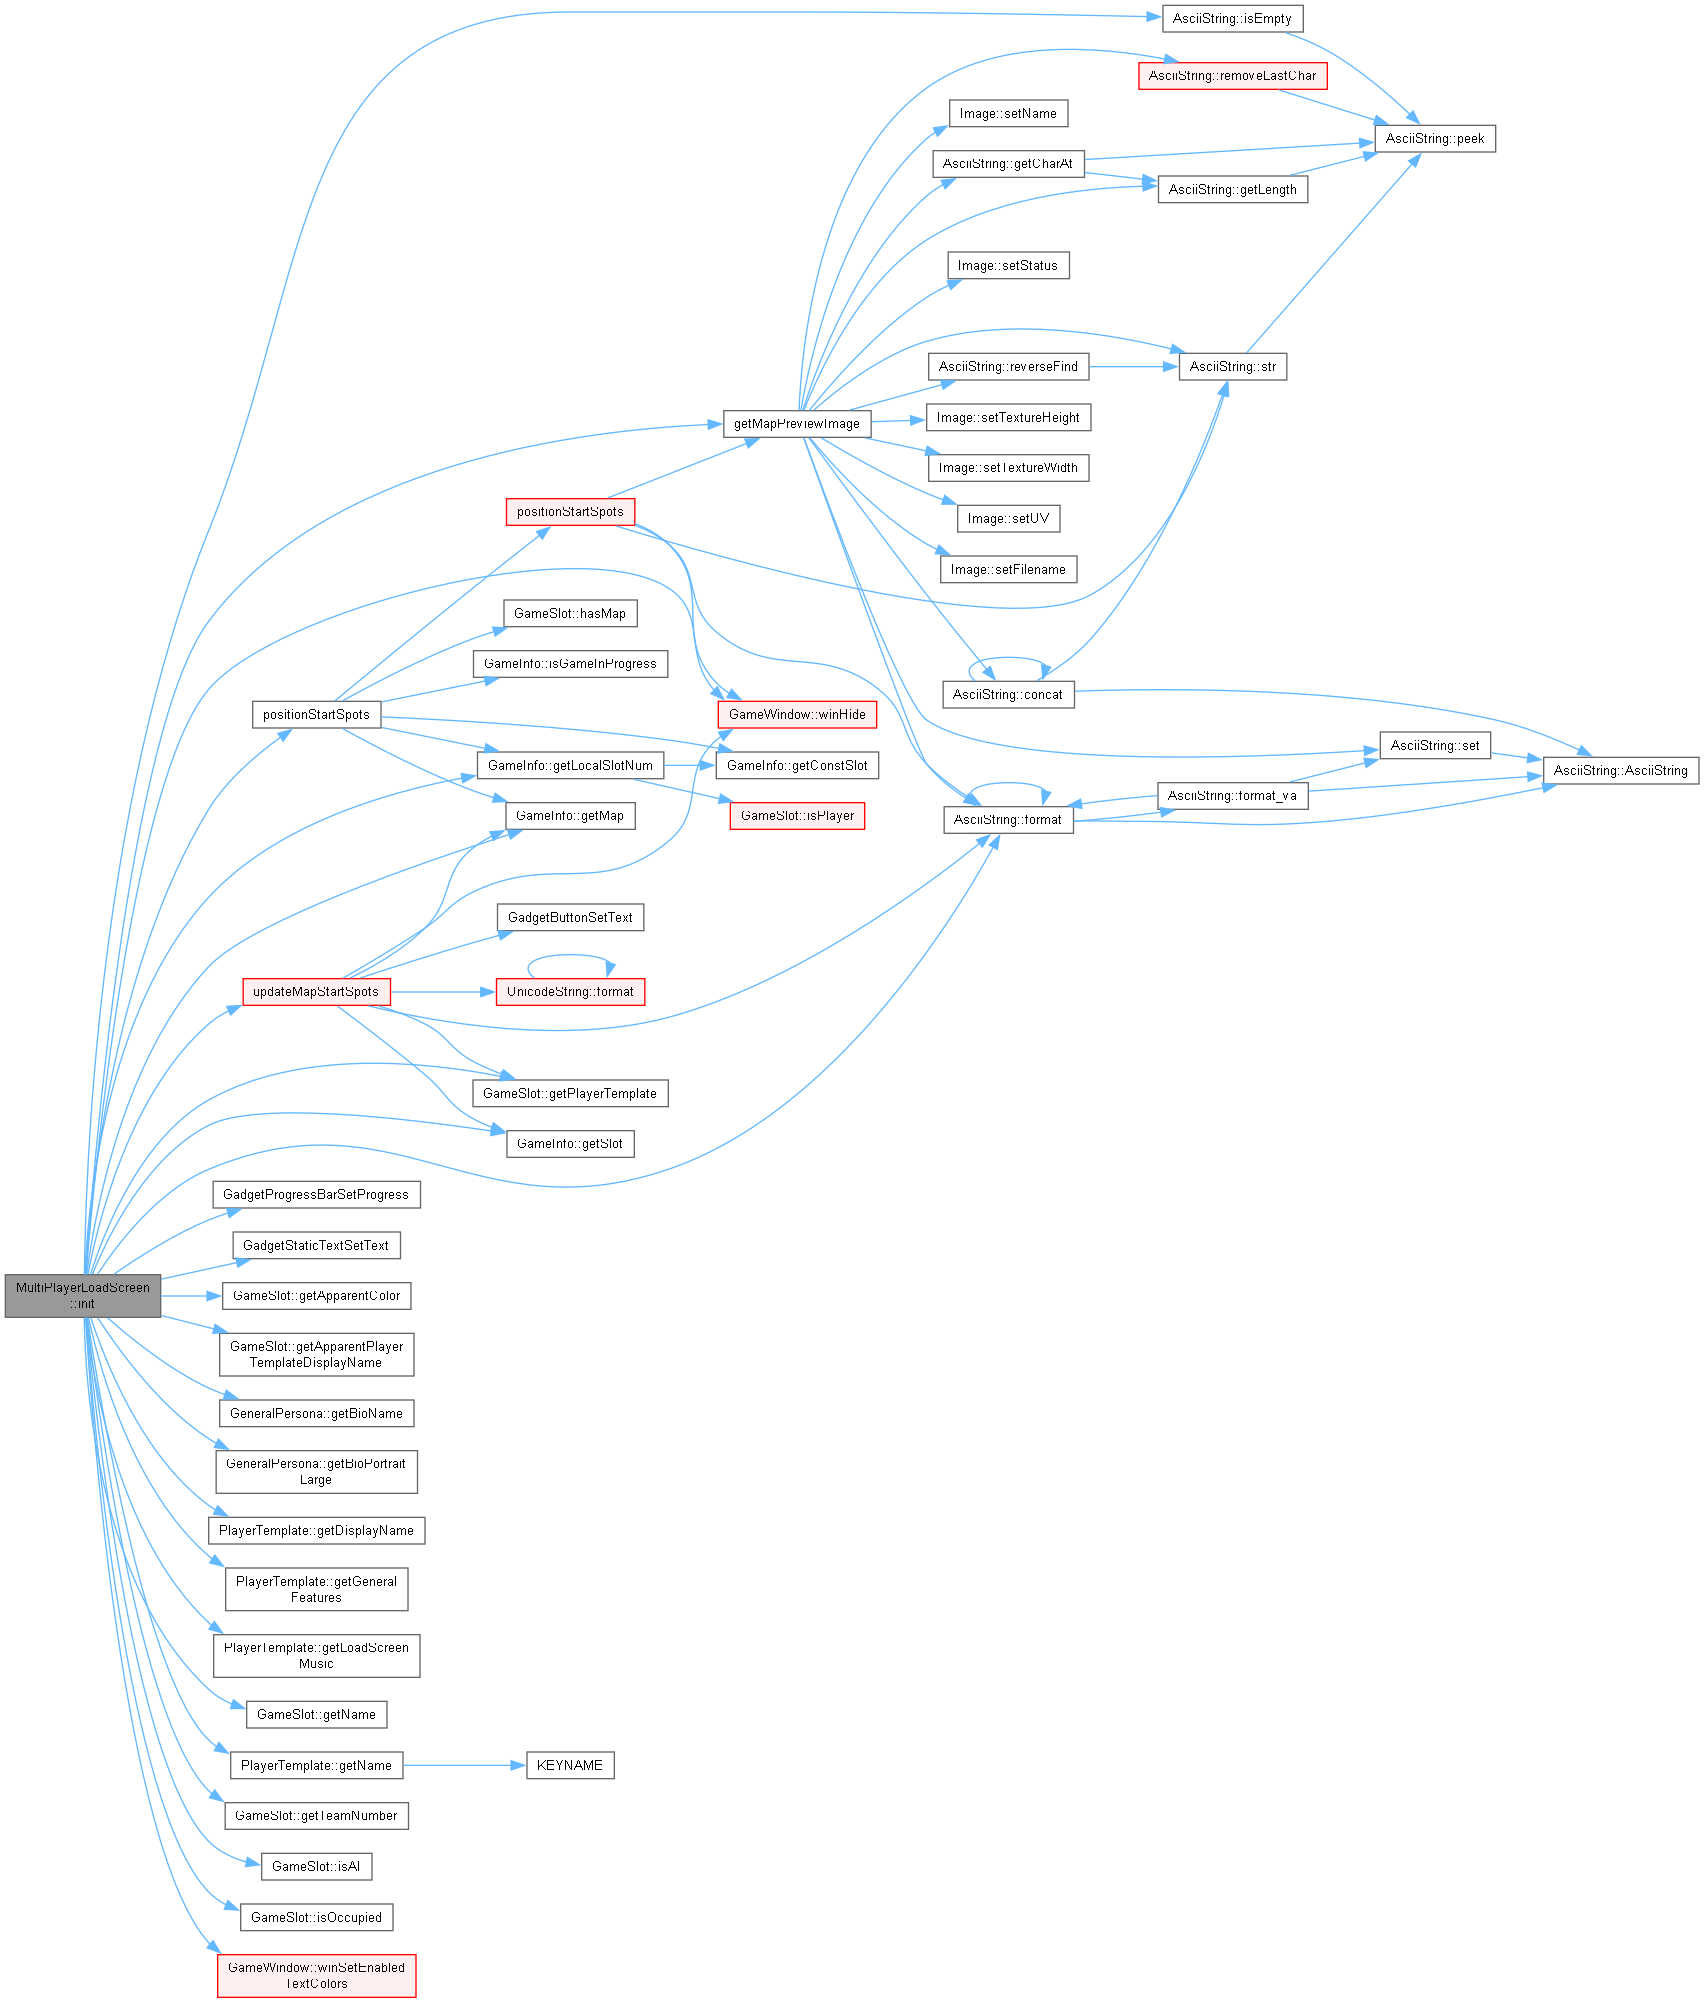 AsciiString::isEmpty
AsciiString::removeLastChar
Image::setName
AsciiString::peek
AsciiString::getCharAt
AsciiString::getLength
Image::setStatus
AsciiString::reverseFind
AsciiString::str
Image::setTextureHeight
getMapPreviewImage
Image::setTextureWidth
positionStartSpots
Image::setUV
Image::setFilename
GameSlot::hasMap
GameInfo::isGameInProgress
AsciiString::concat
positionStartSpots
GameWindow::winHide
AsciiString::set
GameInfo::getLocalSlotNum
GameInfo::getConstSlot
AsciiString::AsciiString
AsciiString::format_va
GameInfo::getMap
GameSlot::isPlayer
AsciiString::format
GadgetButtonSetText
updateMapStartSpots
UnicodeString::format
GameSlot::getPlayerTemplate
GameInfo::getSlot
GadgetProgressBarSetProgress
GadgetStaticTextSetText
MultiPlayerLoadScreen
::init
GameSlot::getApparentColor
GameSlot::getApparentPlayer
TemplateDisplayName
GeneralPersona::getBioName
GeneralPersona::getBioPortrait
Large
PlayerTemplate::getDisplayName
PlayerTemplate::getGeneral
Features
PlayerTemplate::getLoadScreen
Music
GameSlot::getName
PlayerTemplate::getName
KEYNAME
GameSlot::getTeamNumber
GameSlot::isAI
GameSlot::isOccupied
GameWindow::winSetEnabled
TextColors